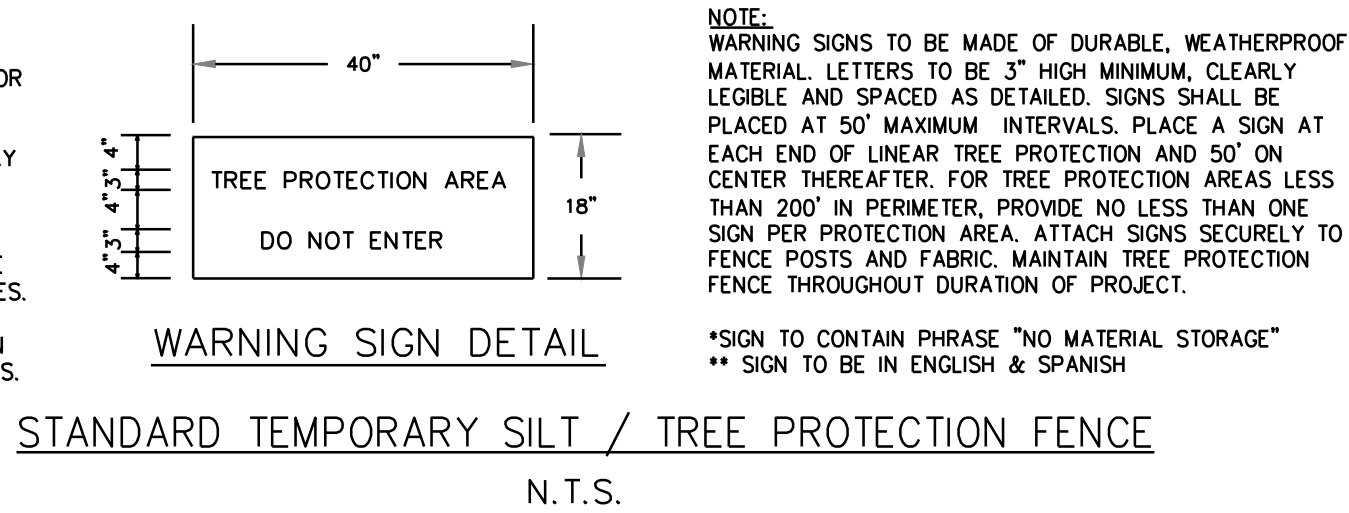 OR
AY
ES.
N
S.
40"
4"
3"
4"
3"
4"
TREE PROTECTION AREA
DO NOT ENTER
18"
WARNING SIGN DETAIL
NOTE:
WARNING SIGNS TO BE MADE OF DURABLE, WEATHERPROOF
MATERIAL. LETTERS TO BE 3" HIGH MINIMUM, CLEARLY
LEGIBLE AND SPACED AS DETAILED. SIGNS SHALL BE
PLACED AT 50' MAXIMUM INTERVALS. PLACE A SIGN AT
EACH END OF LINEAR TREE PROTECTION AND 50' ON
CENTER THEREAFTER. FOR TREE PROTECTION AREAS LESS
THAN 200' IN PERIMETER, PROVIDE NO LESS THAN ONE
SIGN PER PROTECTION AREA. ATTACH SIGNS SECURELY TO
FENCE POSTS AND FABRIC. MAINTAIN TREE PROTECTION
FENCE THROUGHOUT DURATION OF PROJECT.
*SIGN TO CONTAIN PHRASE "NO MATERIAL STORAGE"
** SIGN TO BE IN ENGLISH & SPANISH
STANDARD TEMPORARY SILT / TREE PROTECTION FENCE
N.T.S.